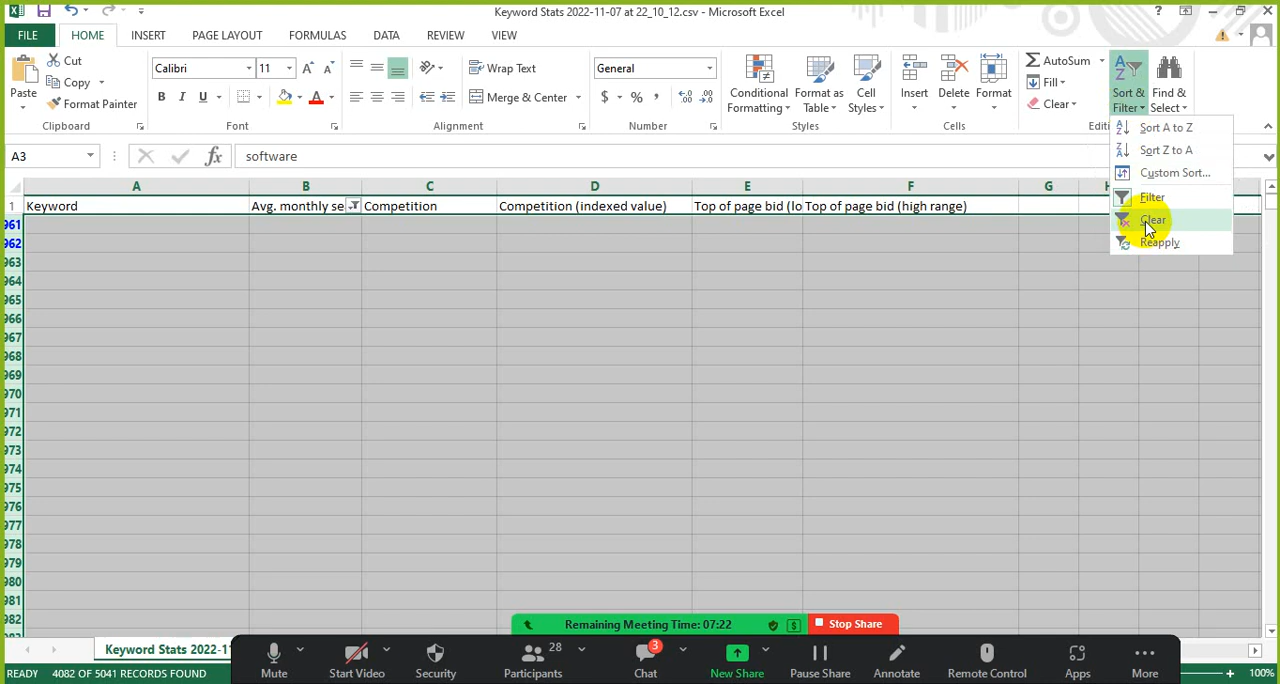 Keyword Stats 2022-11-07 at 22_10_12.csv - Microsoft Excel
?
FILE HOME INSERT PAGE LAYOUT FORMULAS DATA REVIEW VIEW
Paste
Cut
Copy
Format Painter
Clipboard
Calibri 11
B I U
Font
Wrap Text
Merge & Center
Alignment
General
$ % ,
Number
Conditional Formatting
Format as Table
Cell Styles
Styles
Insert
Delete
Format
Cells
AutoSum
Fill
Clear
Sort & Filter
Find & Select
Editi
Sort A to Z
Sort Z to A
Custom Sort...
Filter
Clear
Reapply
A3 fx software
A B C D E F G H
1 Keyword Avg. monthly se Competition Competition (indexed value) Top of page bid (lo Top of page bid (high range)
961
962
963
964
965
966
967
968
969
970
971
972
973
974
975
976
977
978
979
980
981
982
Remaining Meeting Time: 07:22 Stop Share
Keyword Stats 2022-1
READY 4082 OF 5041 RECORDS FOUND
Mute
Start Video
Security
28
Participants
3
Chat
New Share
Pause Share
Annotate
Remote Control
Apps
More
100%